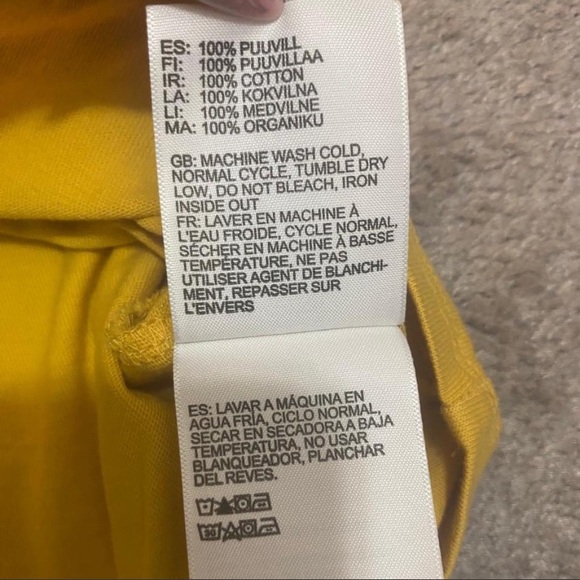 ES: 100% PUUVILL
FI: 100% PUUVILLAA
IR: 100% COTTON
LA: 100% KOKVILNA
LI: 100% MEDVILNE
MA: 100% ORGANIKU
GB: MACHINE WASH COLD,
NORMAL CYCLE, TUMBLE DRY
LOW, DO NOT BLEACH, IRON
INSIDE OUT
FR: LAVER EN MACHINE À
L'EAU FROIDE, CYCLE NORMAL,
SÉCHER EN MACHINE À BASSE
TEMPÉRATURE, NE PAS
UTILISER AGENT DE BLANCHI-
MENT, REPASSER SUR
L'ENVERS
ES: LAVAR A MÁQUINA EN
AGUA FRÍA, CICLO NORMAL,
SECAR EN SECADORA A BAJA
TEMPERATURA, NO USAR
BLANQUEADOR, PLANCHAR
DEL REVES.
30